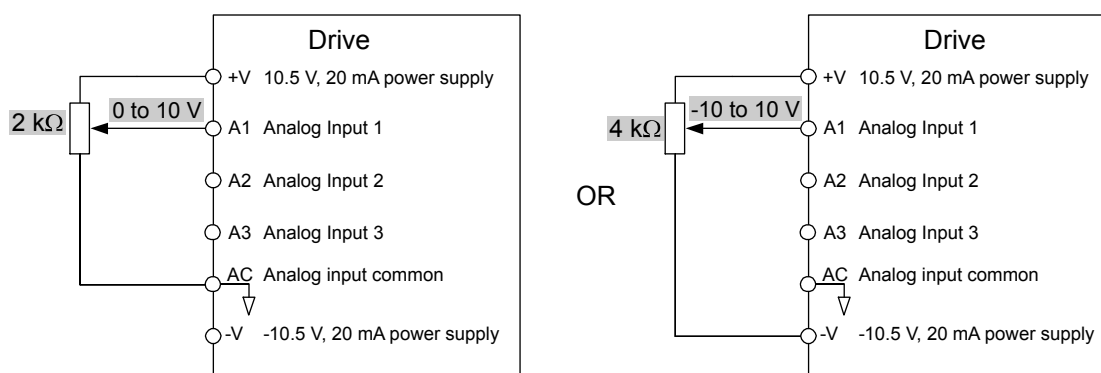 Drive
+V 10.5 V, 20 mA power supply
0 to 10 V
2 kΩ
A1 Analog Input 1
A2 Analog Input 2
A3 Analog Input 3
AC Analog input common
-V -10.5 V, 20 mA power supply
OR
Drive
+V 10.5 V, 20 mA power supply
-10 to 10 V
4 kΩ
A1 Analog Input 1
A2 Analog Input 2
A3 Analog Input 3
AC Analog input common
-V -10.5 V, 20 mA power supply